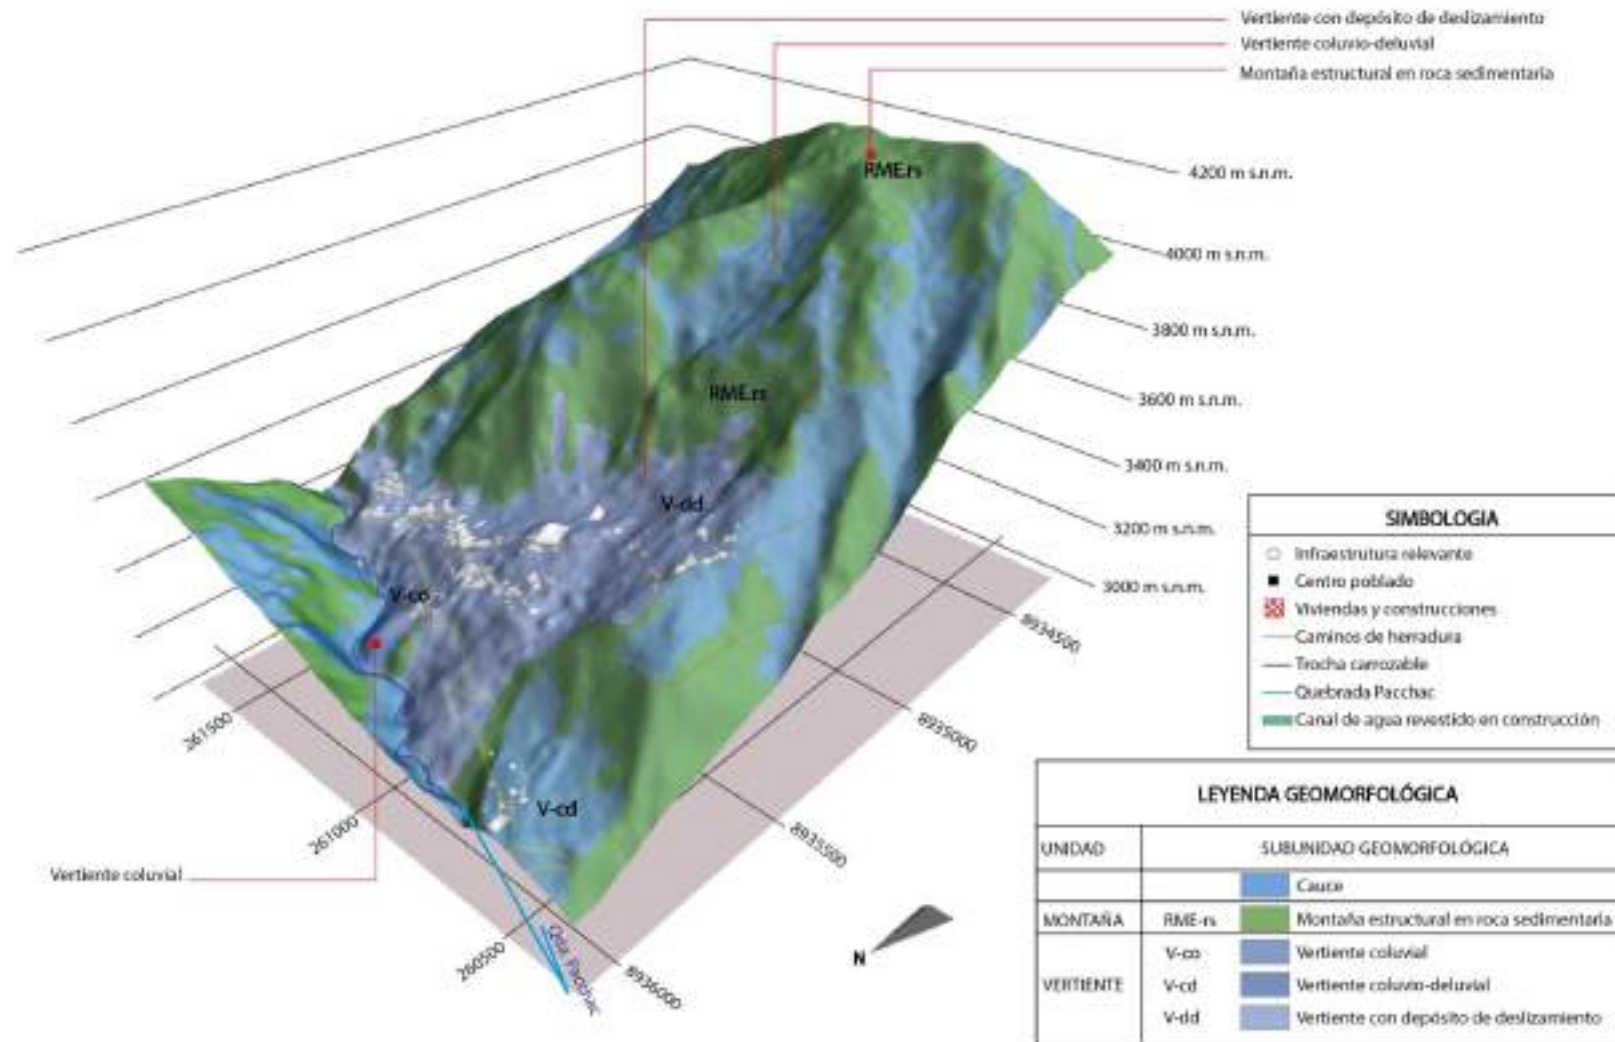 Vertiente con depósito de deslizamiento
Vertiente coluvio-deluvial
Montaña estructural en roca sedimentaria
RME.rs
4200 m s.n.m.
4000 m s.n.m.
3800 m s.n.m.
RME.rs
3600 m s.n.m.
3400 m s.n.m.
V-dd
3200 m s.n.m.
3000 m s.n.m.
V-co
8934500
261500
8935000
261000
V-cd
8935500
Vertiente coluvial
260500
Qda. Pacchac
8936000
N
SIMBOLOGIA
Infraestrutura relevante
Centro poblado
Viviendas y construcciones
Caminos de herradura
Trocha carrozable
Quebrada Pacchac
Canal de agua revestido en construcción
LEYENDA GEOMORFOLÓGICA
UNIDAD SUBUNIDAD GEOMORFOLÓGICA
Cauce
MONTAÑA RME-rs Montaña estructural en roca sedimentaria
V-co Vertiente coluvial
VERTIENTE V-cd Vertiente coluvio-deluvial
V-dd Vertiente con depósito de deslizamiento